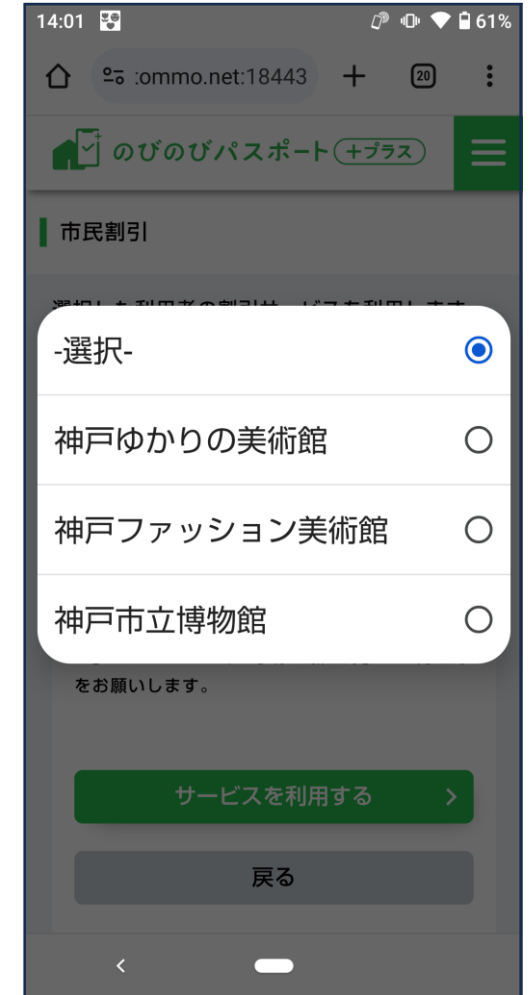 14:01 61%
:ommo.net:18443 20
のびのびパスポート +プラス
市民割引
-選択-
神戸ゆかりの美術館
神戸ファッション美術館
神戸市立博物館
をお願いします。
サービスを利用する
戻る